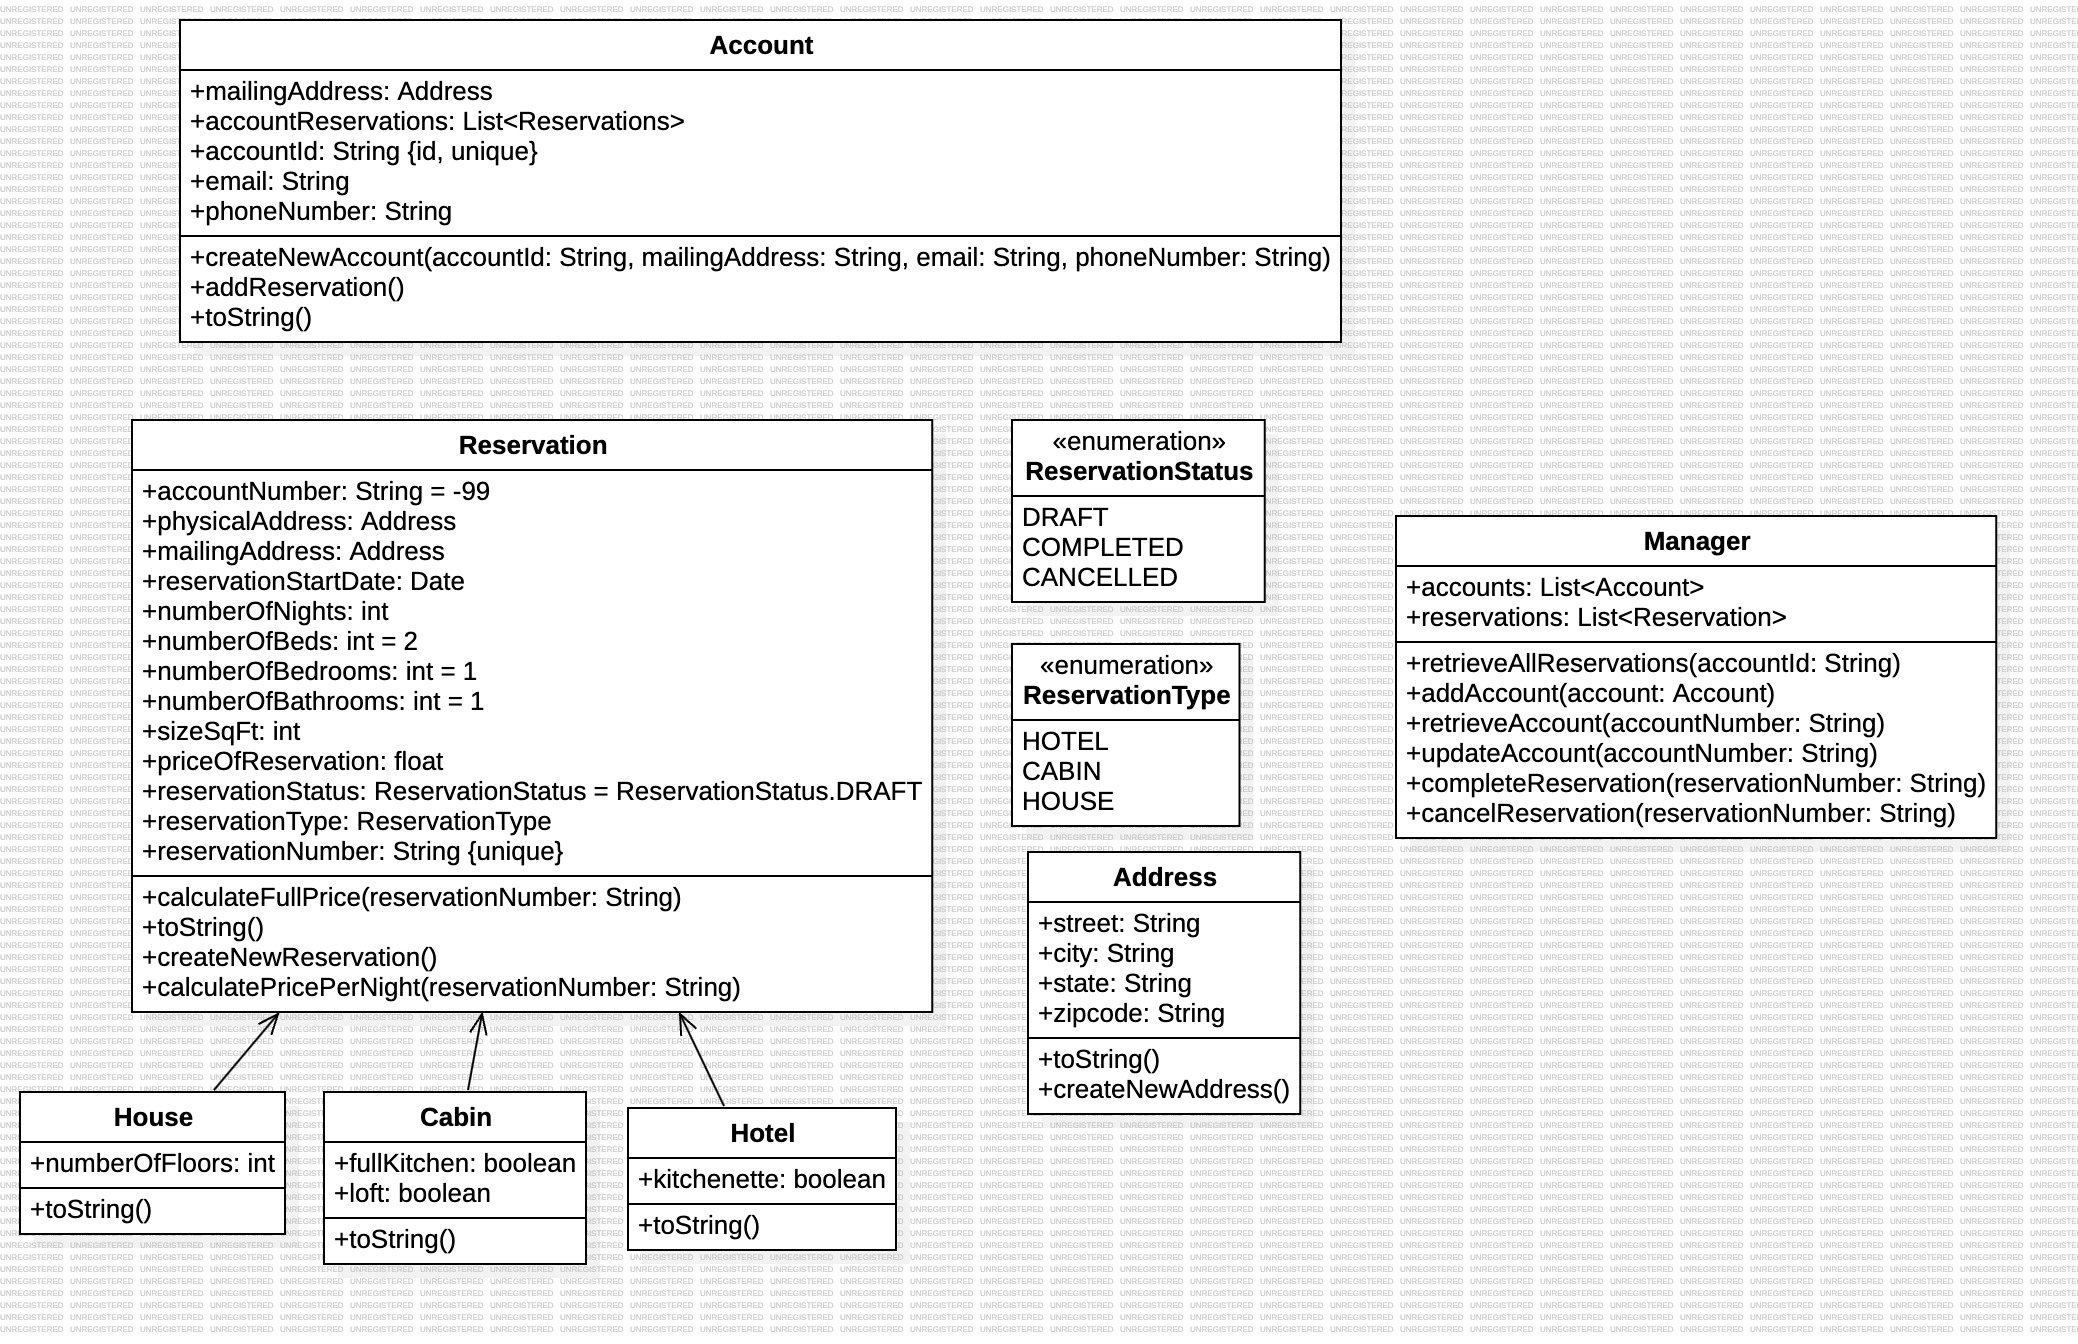 Account
+mailingAddress: Address
+accountReservations: List<Reservations>
+accountId: String {id, unique}
+email: String
+phoneNumber: String
+createNewAccount(accountId: String, mailingAddress: String, email: String, phoneNumber: String)
+addReservation()
+toString()
Reservation
+accountNumber: String = -99
+physicalAddress: Address
+mailingAddress: Address
+reservationStartDate: Date
+numberOfNights: int
+numberOfBeds: int = 2
+numberOfBedrooms: int = 1
+numberOfBathrooms: int = 1
+sizeSqFt: int
+priceOfReservation: float
+reservationStatus: ReservationStatus = ReservationStatus.DRAFT
+reservationType: ReservationType
+reservationNumber: String {unique}
+calculateFullPrice(reservationNumber: String)
+toString()
+createNewReservation()
+calculatePricePerNight(reservationNumber: String)
«enumeration»
ReservationStatus
DRAFT
COMPLETED
CANCELLED
«enumeration»
ReservationType
HOTEL
CABIN
HOUSE
Manager
+accounts: List<Account>
+reservations: List<Reservation>
+retrieveAllReservations(accountId: String)
+addAccount(account: Account)
+retrieveAccount(accountNumber: String)
+updateAccount(accountNumber: String)
+completeReservation(reservationNumber: String)
+cancelReservation(reservationNumber: String)
Address
+street: String
+city: String
+state: String
+zipcode: String
+toString()
+createNewAddress()
House
+numberOfFloors: int
+toString()
Cabin
+fullKitchen: boolean
+loft: boolean
+toString()
Hotel
+kitchenette: boolean
+toString()
UNREGISTERED